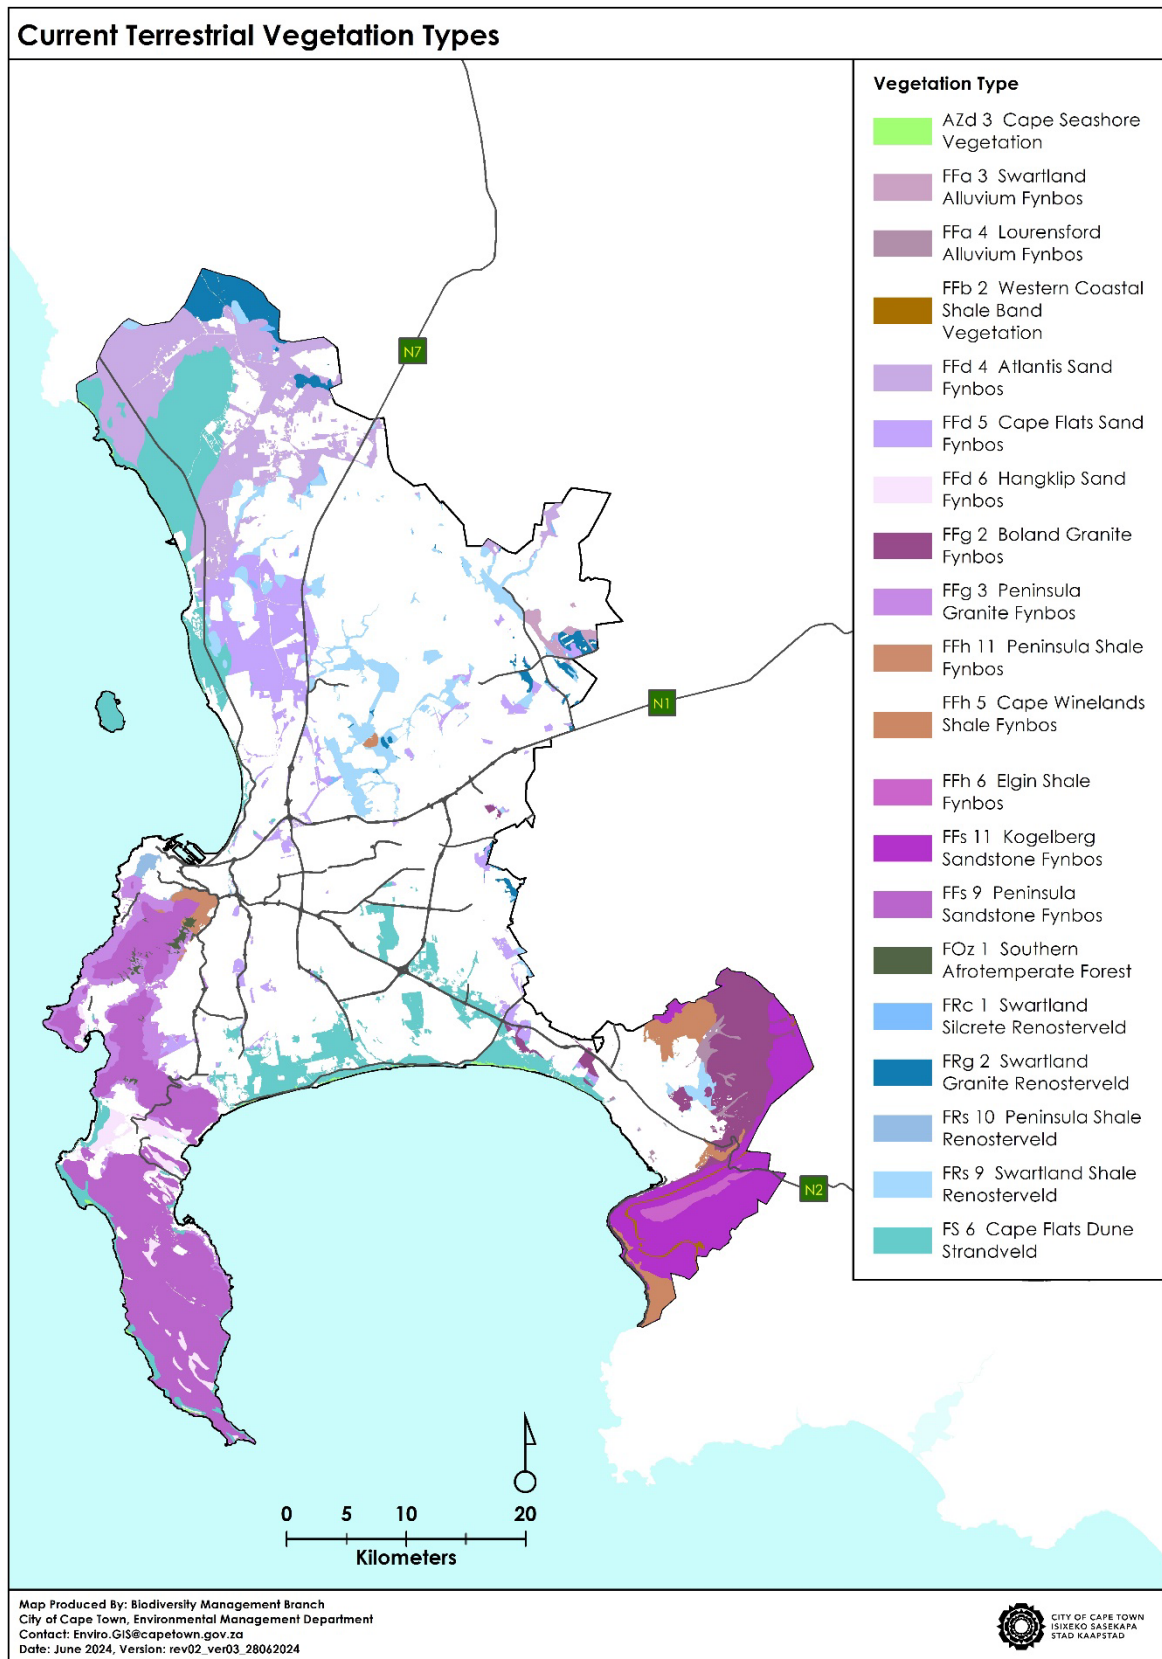 Current Terrestrial Vegetation Types
Vegetation Type
AZd 3 Cape Seashore
Vegetation
FFa 3 Swartland
Alluvium Fynbos
FFa 4 Lourensford
Alluvium Fynbos
FFb 2 Western Coastal
Shale Band
Vegetation
FFd 4 Atlantis Sand
Fynbos
FFd 5 Cape Flats Sand
Fynbos
FFd 6 Hangklip Sand
Fynbos
FFg 2 Boland Granite
Fynbos
FFg 3 Peninsula
Granite Fynbos
FFh 11 Peninsula Shale
Fynbos
FFh 5 Cape Winelands
Shale Fynbos
FFh 6 Elgin Shale
Fynbos
FFs 11 Kogelberg
Sandstone Fynbos
FFs 9 Peninsula
Sandstone Fynbos
FOz 1 Southern
Afrotemperate Forest
FRc 1 Swartland
Silcrete Renosterveld
FRg 2 Swartland
Granite Renosterveld
FRs 10 Peninsula Shale
Renosterveld
FRs 9 Swartland Shale
Renosterveld
FS 6 Cape Flats Dune
Strandveld
N7
N1
N2
0 5 10 20
Kilometers
Map Produced By: Biodiversity Management Branch
City of Cape Town, Environmental Management Department
Contact: Enviro.GIS@capetown.gov.za
Date: June 2024, Version: rev02_ver03_28062024
CITY OF CAPE TOWN
ISIXEKO SASEKAPA
STAD KAAPSTAD